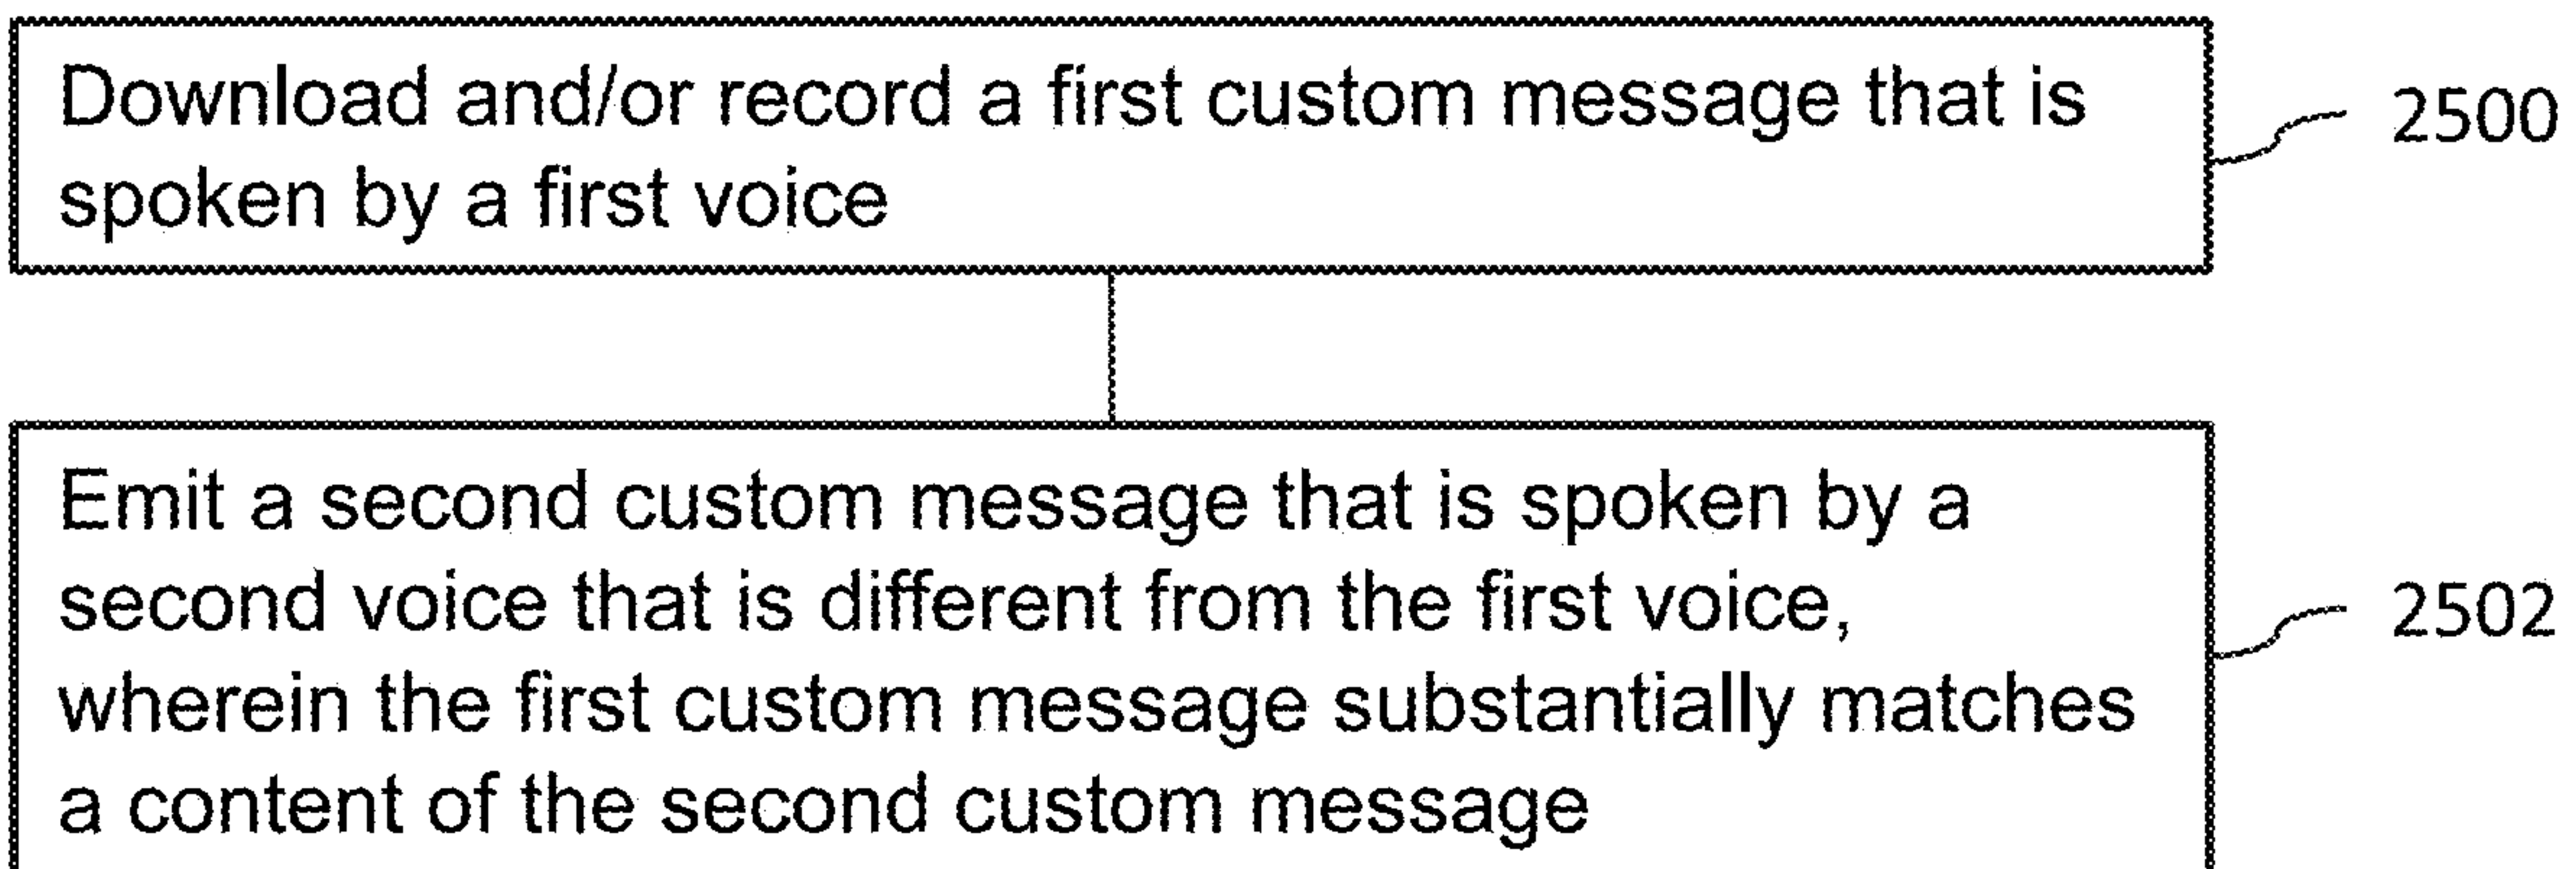 Download and/or record a first custom message that is
spoken by a first voice
2500
Emit a second custom message that is spoken by a
second voice that is different from the first voice,
wherein the first custom message substantially matches
a content of the second custom message
2502